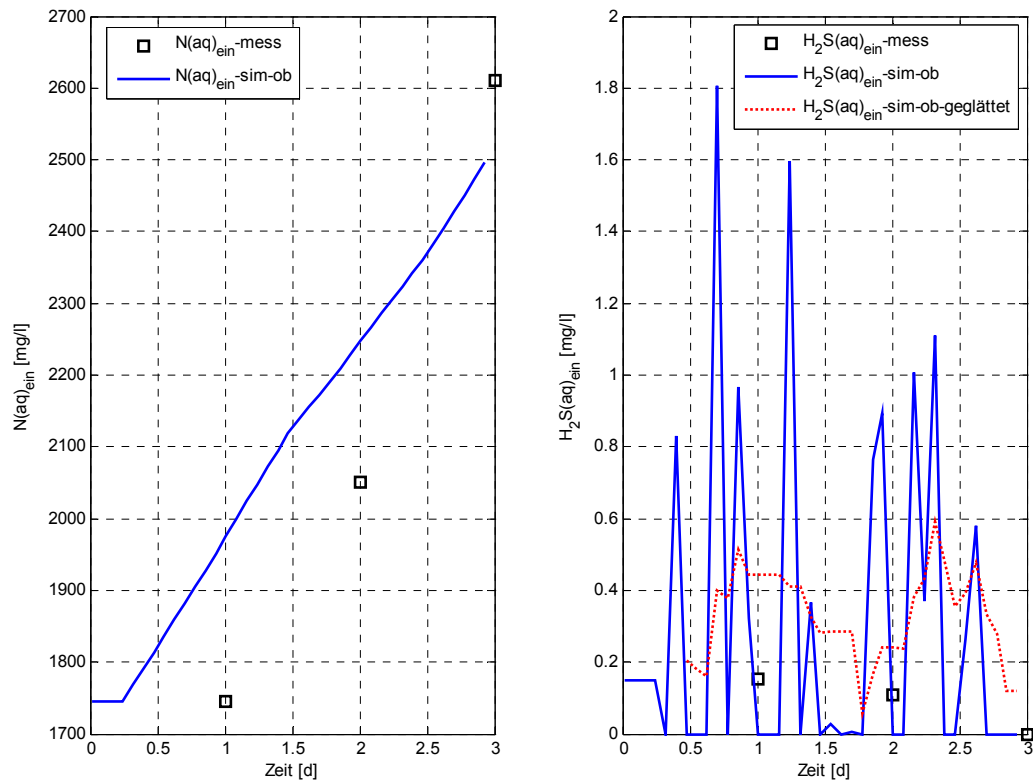 2700
2600
2500
2400
2300
2200
2100
2000
1900
1800
1700
N(aq)ein [mg/l]
0 0.5 1 1.5 2 2.5 3
Zeit [d]
N(aq)ein-mess
N(aq)ein-sim-ob
2
1.8
1.6
1.4
1.2
1
0.8
0.6
0.4
0.2
0
H2S(aq)ein [mg/l]
0 0.5 1 1.5 2 2.5 3
Zeit [d]
H2S(aq)ein-mess
H2S(aq)ein-sim-ob
H2S(aq)ein-sim-ob-geglättet